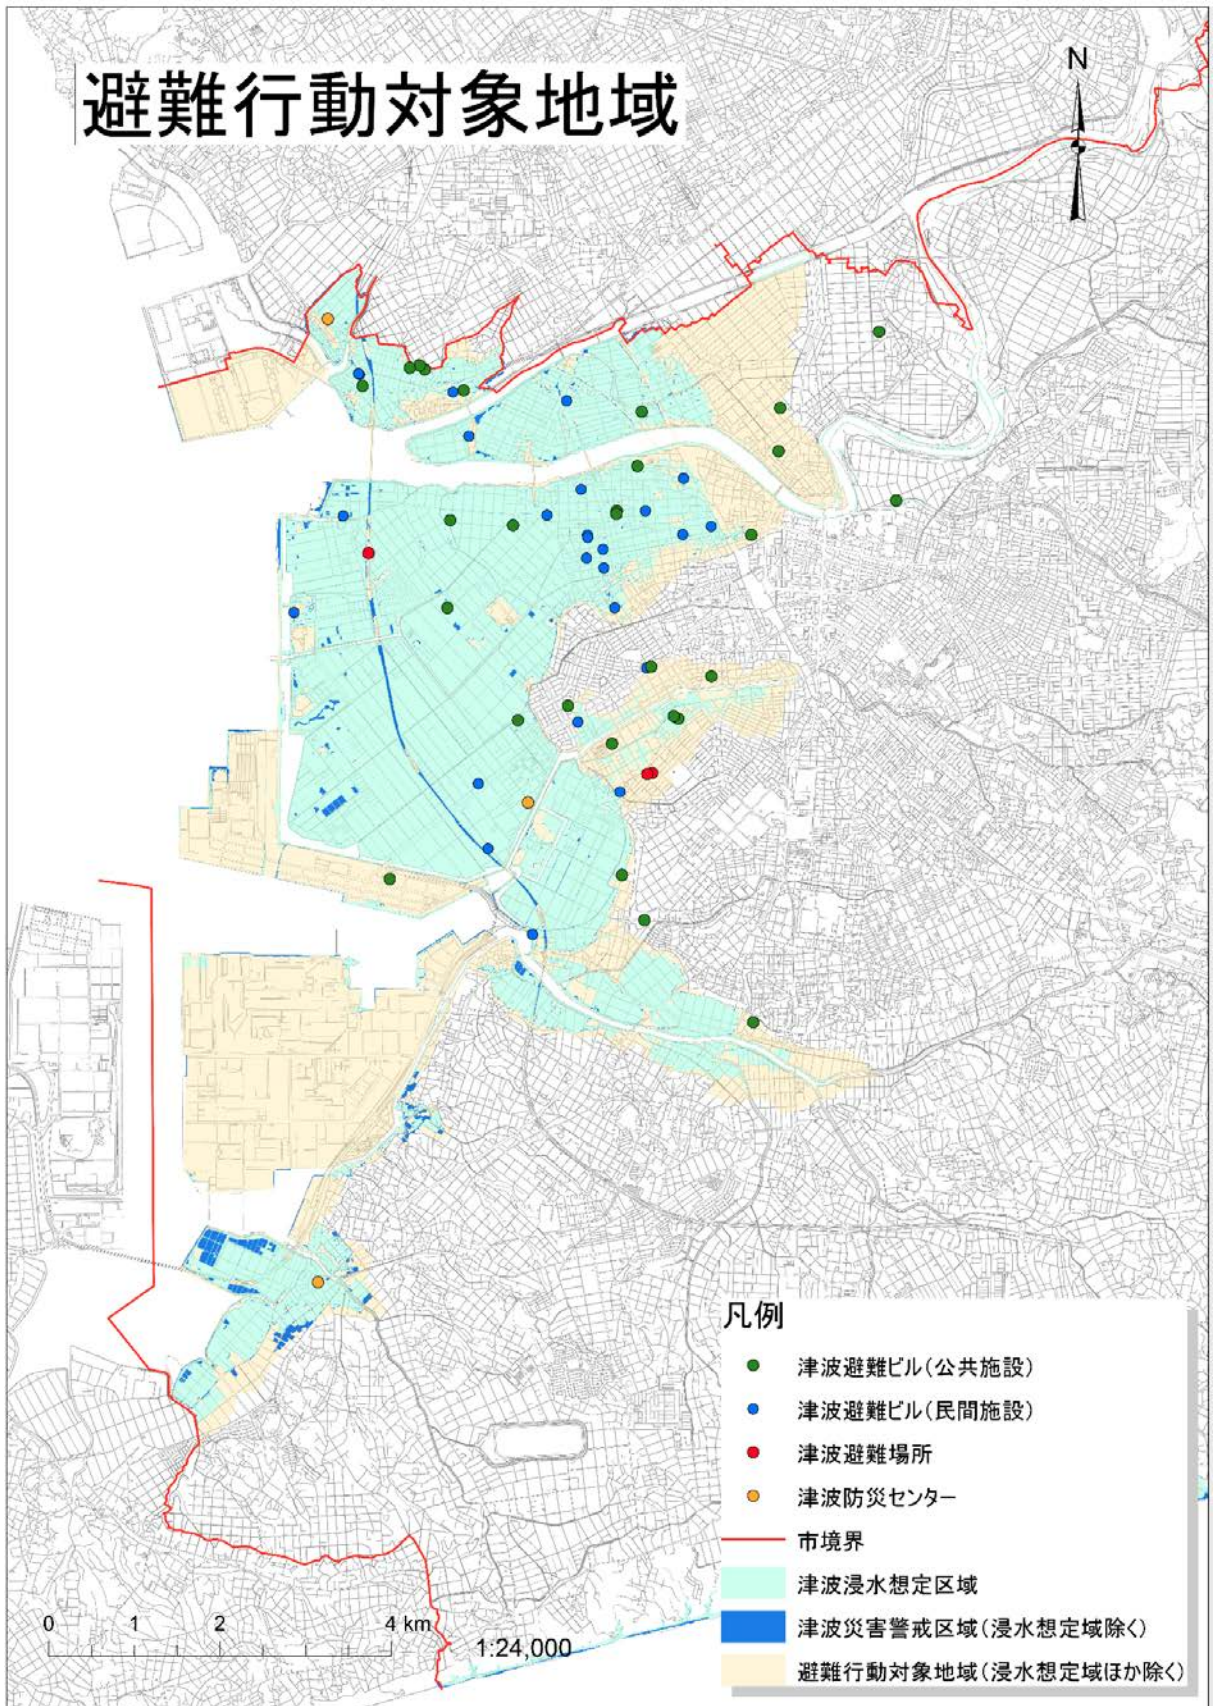 避難行動対象地域
N
凡例
津波避難ビル(公共施設)
津波避難ビル(民間施設)
津波避難場所
津波防災センター
市境界
津波浸水想定区域
津波災害警戒区域(浸水想定域除く)
避難行動対象地域(浸水想定域ほか除く)
0 1 2 4 km
1:24,000